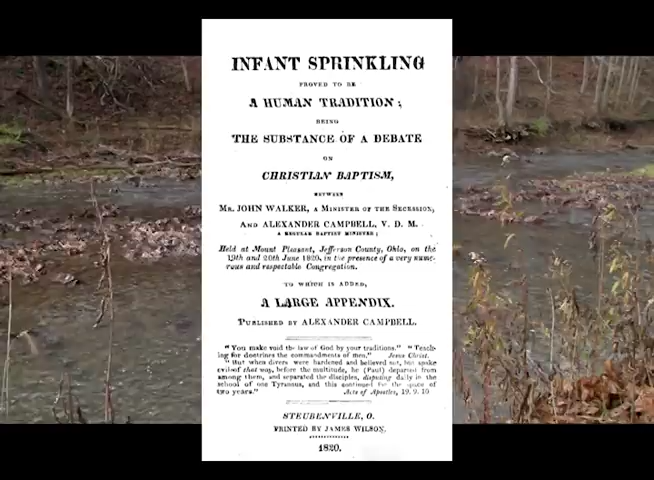 INFANT SPRINKLING
PROVED TO BE
A HUMAN TRADITION;
BEING
THE SUBSTANCE OF A DEBATE
ON
CHRISTIAN BAPTISM,
BETWEEN
MR. JOHN WALKER, A MINISTER OF THE SECESSION,
AND ALEXANDER CAMPBELL, V. D. M.
A REGULAR BAPTIST MINISTER;
Held at Mount Pleasant, Jefferson County, Ohio, on the
19th and 20th June 1820, in the presence of a very nume-
rous and respectable Congregation.
TO WHICH IS ADDED,
A LARGE APPENDIX.
PUBLISHED BY ALEXANDER CAMPBELL.
"You make void the law of God by your traditions." "Teach-
ing for doctrines the commandments of men," Jesus Christ.
"But when divers were hardened and believed not, but spoke
evil of that way, before the multitude, he (Paul) departed from
among them, and separated the disciples, disputing daily in the
school of one Tyrannus, and this continued for the space of
two years." Acts of Apostles, 19. 9. 10
STEUBENVILLE, O.
PRINTED BY JAMES WILSON.
1820.